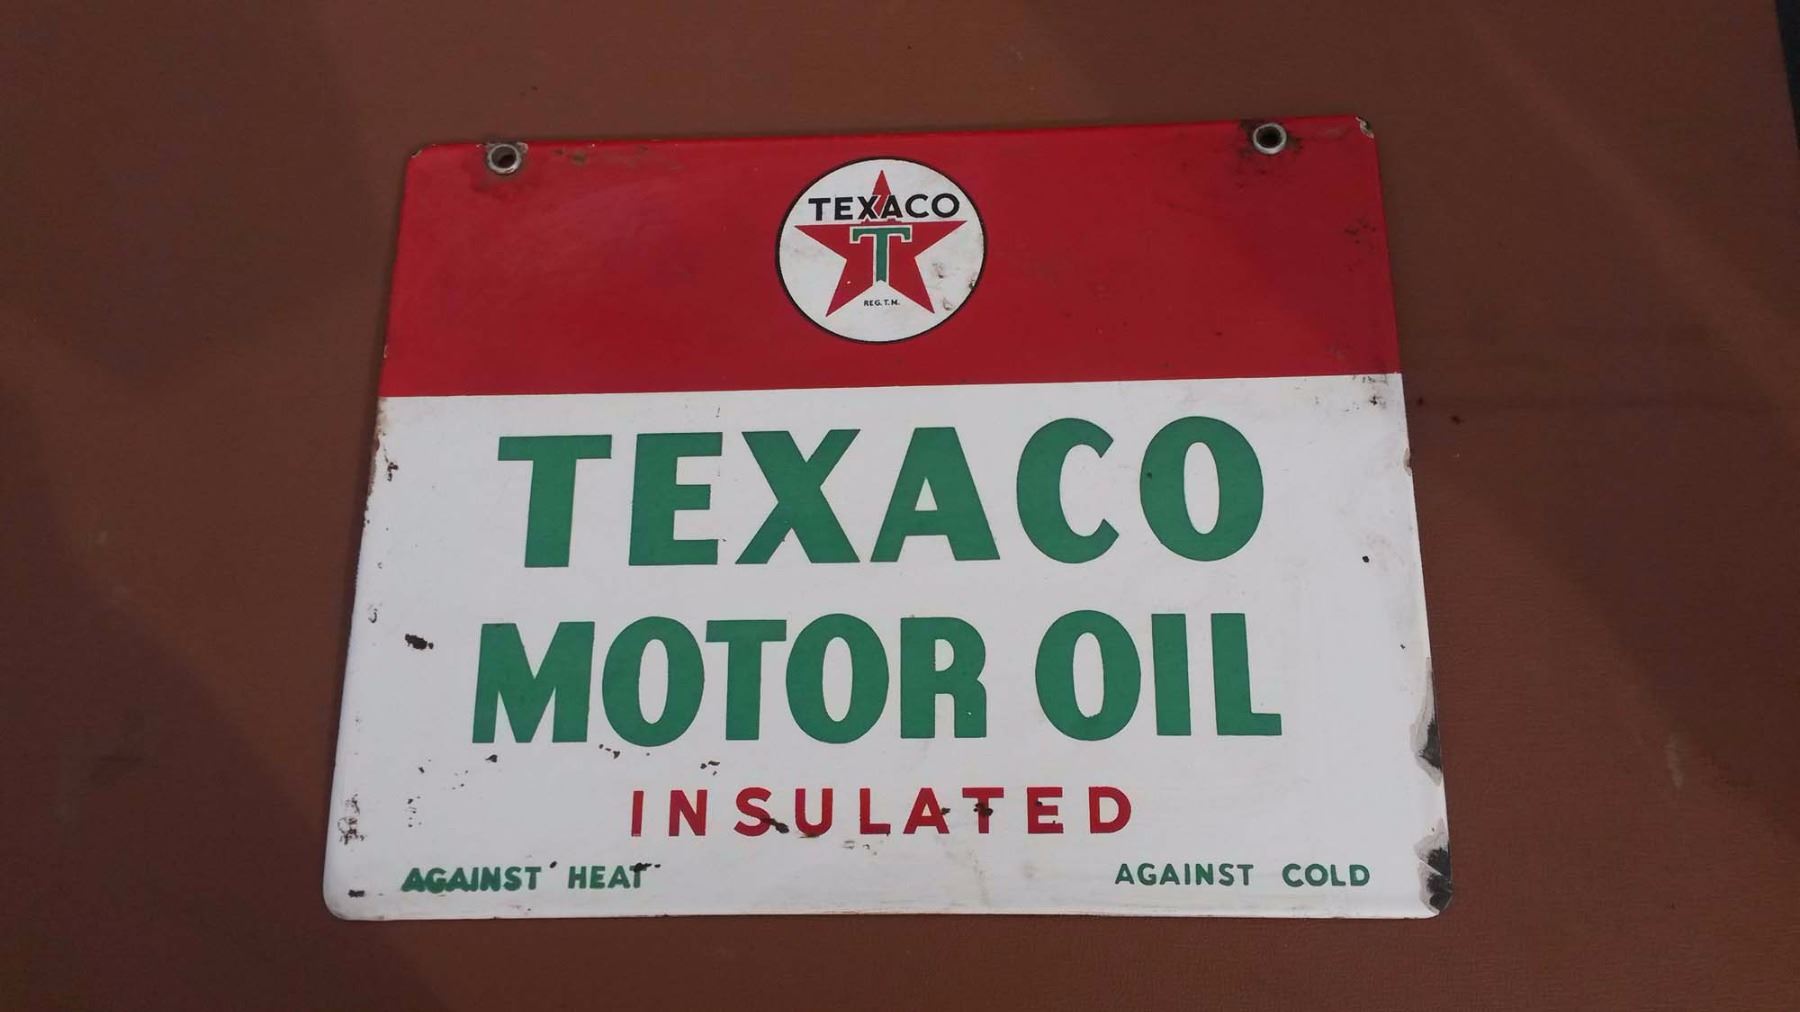 TEXACO
T
REG. T.M.
TEXACO
MOTOR OIL
INSULATED
AGAINST HEAT AGAINST COLD